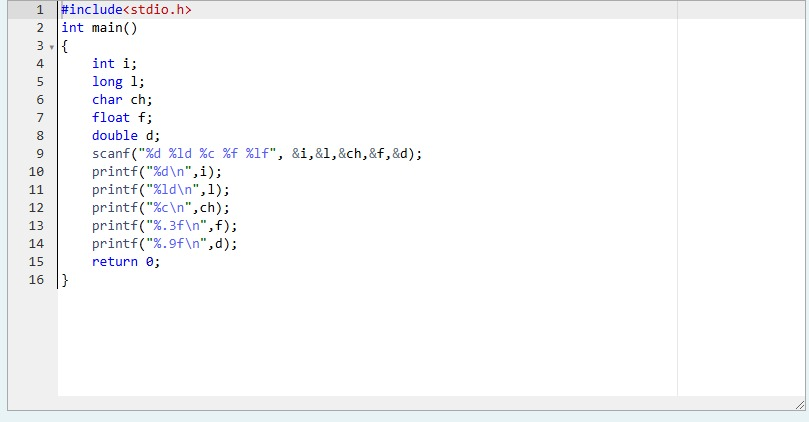 1 #include<stdio.h>
2 int main()
3 {
4     int i;
5     long l;
6     char ch;
7     float f;
8     double d;
9     scanf("%d %ld %c %f %lf", &i,&l,&ch,&f,&d);
10     printf("%d\n",i);
11     printf("%ld\n",l);
12     printf("%c\n",ch);
13     printf("%.3f\n",f);
14     printf("%.9f\n",d);
15     return 0;
16 }